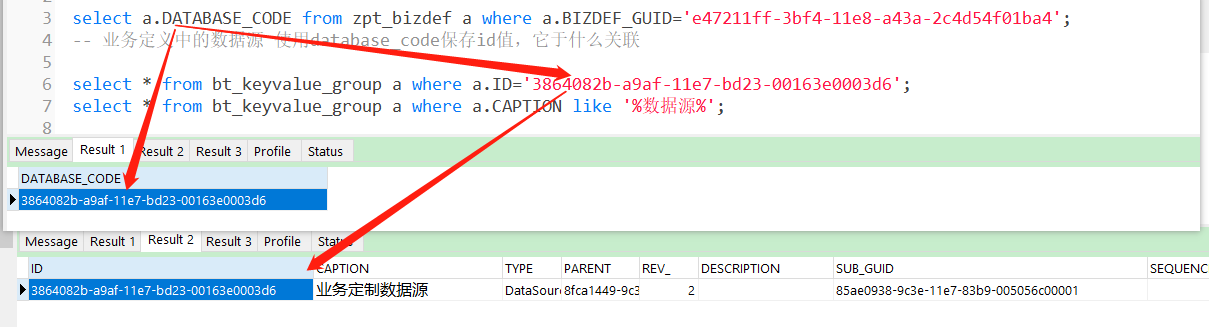 3 select a.DATABASE_CODE from zpt_bizdef a where a.BIZDEF_GUID='e47211ff-3bf4-11e8-a43a-2c4d54f01ba4';
4 -- 业务定义中的数据源 使用database_code保存id值，它于什么关联
5
6 select * from bt_keyvalue_group a where a.ID='3864082b-a9af-11e7-bd23-00163e0003d6';
7 select * from bt_keyvalue_group a where a.CAPTION like '%数据源%';
8
Message Result 1 Result 2 Result 3 Profile Status
DATABASE_CODE
3864082b-a9af-11e7-bd23-00163e0003d6
Message Result 1 Result 2 Result 3 Profile Status
ID CAPTION TYPE PARENT REV_ DESCRIPTION SUB_GUID SEQUENC
3864082b-a9af-11e7-bd23-00163e0003d6 业务定制数据源 DataSour 8fca1449-9c3 2 85ae0938-9c3e-11e7-83b9-005056c00001